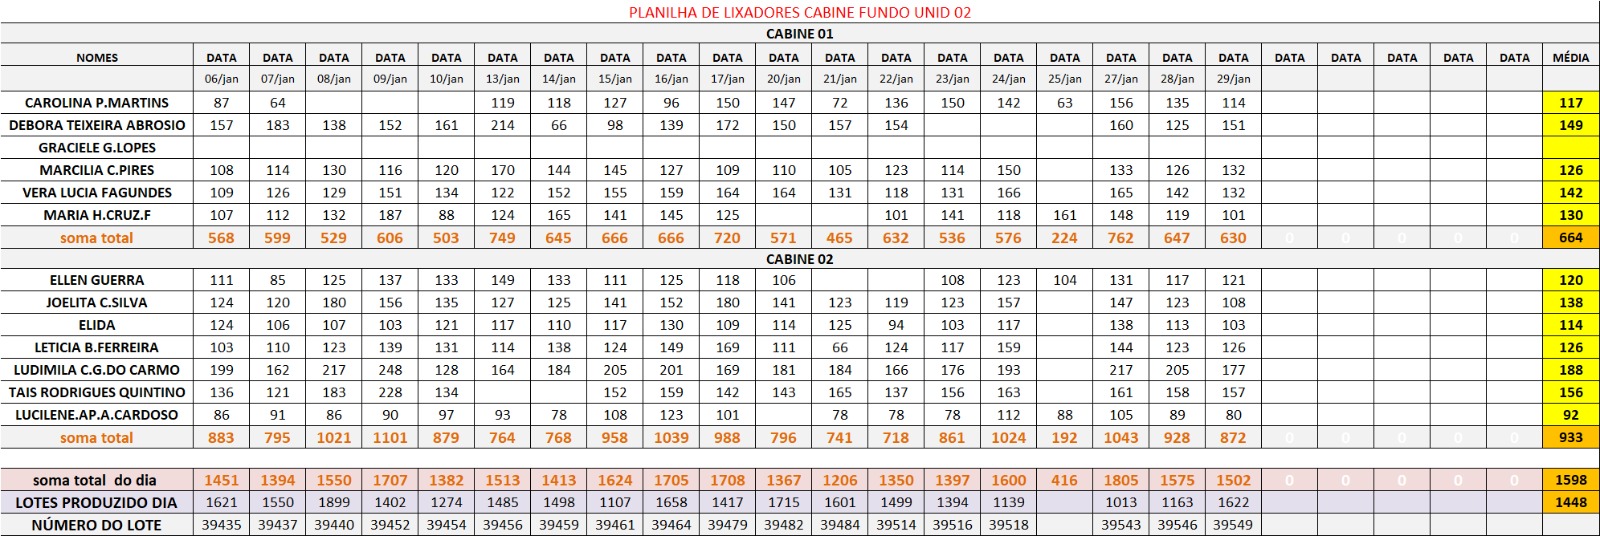 PLANILHA DE LIXADORES CABINE FUNDO UNID 02
CABINE 01
NOMES DATA DATA DATA DATA DATA DATA DATA DATA DATA DATA DATA DATA DATA DATA DATA DATA DATA DATA DATA DATA DATA DATA DATA DATA MÉDIA
06/jan 07/jan 08/jan 09/jan 10/jan 13/jan 14/jan 15/jan 16/jan 17/jan 20/jan 21/jan 22/jan 23/jan 24/jan 25/jan 27/jan 28/jan 29/jan
CAROLINA P.MARTINS 87 64 119 118 127 96 150 147 72 136 150 142 63 156 135 114 117
DEBORA TEIXEIRA ABROSIO 157 183 138 152 161 214 66 98 139 172 150 157 154 160 125 151 149
GRACIELE G.LOPES
MARCILIA C.PIRES 108 114 130 116 120 170 144 145 127 109 110 105 123 114 150 133 126 132 126
VERA LUCIA FAGUNDES 109 126 129 151 134 122 152 155 159 164 164 131 118 131 166 165 142 132 142
MARIA H.CRUZ.F 107 112 132 187 88 124 165 141 145 125 101 141 118 161 148 119 101 130
soma total 568 599 529 606 503 749 645 666 666 720 571 465 632 536 576 224 762 647 630 0 0 0 0 0 664
CABINE 02
ELLEN GUERRA 111 85 125 137 133 149 133 111 125 118 106 108 123 104 131 117 121 120
JOELITA C.SILVA 124 120 180 156 135 127 125 141 152 180 141 123 119 123 157 147 123 108 138
ELIDA 124 106 107 103 121 117 110 117 130 109 114 125 94 103 117 138 113 103 114
LETICIA B.FERREIRA 103 110 123 139 131 114 138 124 149 169 111 66 124 117 159 144 123 126 126
LUDIMILA C.G.DO CARMO 199 162 217 248 128 164 184 205 201 169 181 184 166 176 193 217 205 177 188
TAIS RODRIGUES QUINTINO 136 121 183 228 134 152 159 142 143 165 137 156 163 161 158 157 156
LUCILENE.AP.A.CARDOSO 86 91 86 90 97 93 78 108 123 101 78 78 78 112 88 105 89 80 92
soma total 883 795 1021 1101 879 764 768 958 1039 988 796 741 718 861 1024 192 1043 928 872 0 0 0 0 0 933
soma total do dia 1451 1394 1550 1707 1382 1513 1413 1624 1705 1708 1367 1206 1350 1397 1600 416 1805 1575 1502 0 0 0 0 0 1598
LOTES PRODUZIDO DIA 1621 1550 1899 1402 1274 1485 1498 1107 1658 1417 1715 1601 1499 1394 1139 1013 1163 1622 1448
NÚMERO DO LOTE 39435 39437 39440 39452 39454 39456 39459 39461 39464 39479 39482 39484 39514 39516 39518 39543 39546 39549